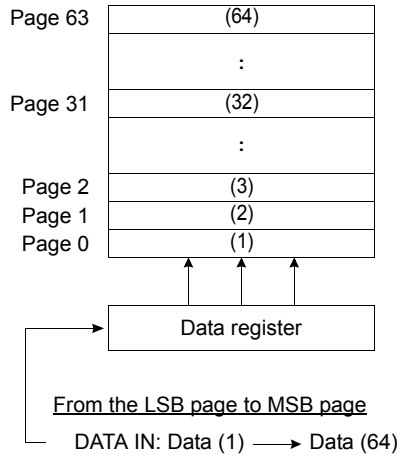 Page 63 (64)
:
Page 31 (32)
:
Page 2 (3)
Page 1 (2)
Page 0 (1)
Data register
From the LSB page to MSB page
DATA IN: Data (1) Data (64)